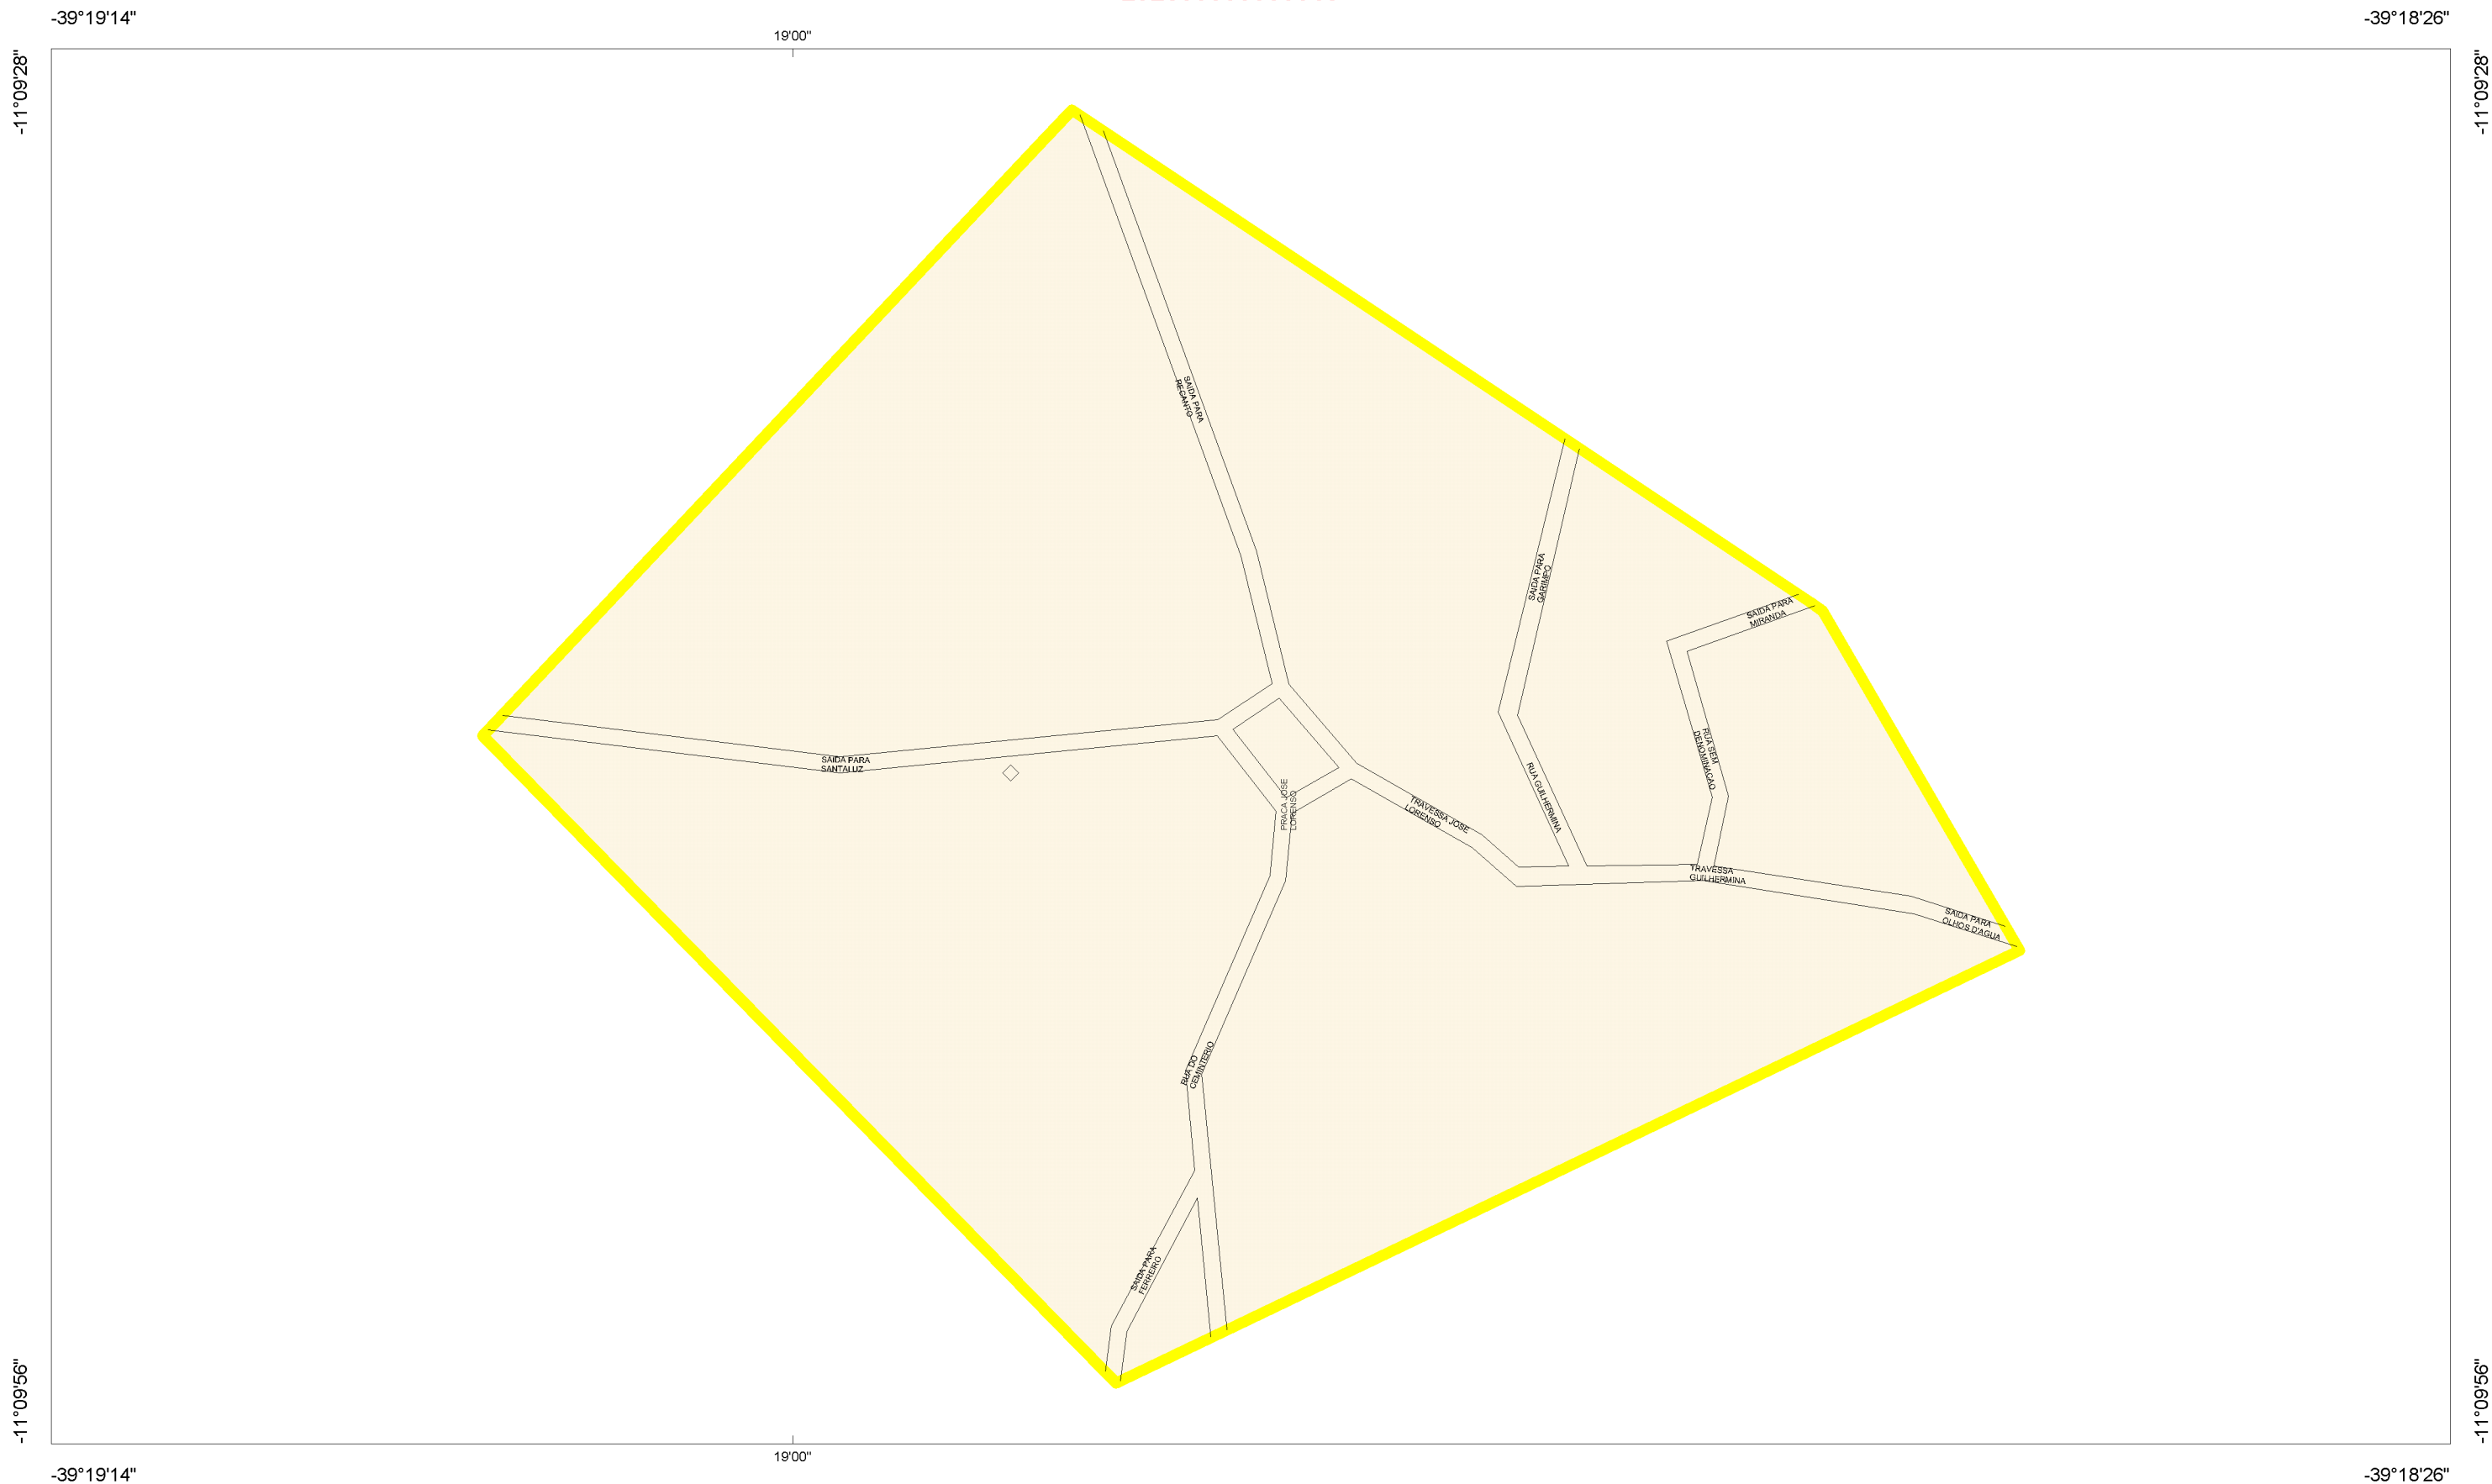 -39°19'14"
-39°18'26"
19'00"
-11°09'28"
-11°09'28"
SAIDA PARA
RECANTO
SAIDA PARA
GARIMPO
SAIDA PARA
MIRANDA
RUA SEM
DENOMINACAO
SAIDA PARA
SANTALUZ
PRACA JOSE
LORENSO
TRAVESSA JOSE
LORENSO
RUA GUILHERMINA
TRAVESSA
GUILHERMINA
SAIDA PARA
OLHOS D'AGUA
RUA DO
CEMINTERIO
SAIDA PARA
FERREIRO
-11°09'56"
-11°09'56"
19'00"
-39°19'14"
-39°18'26"